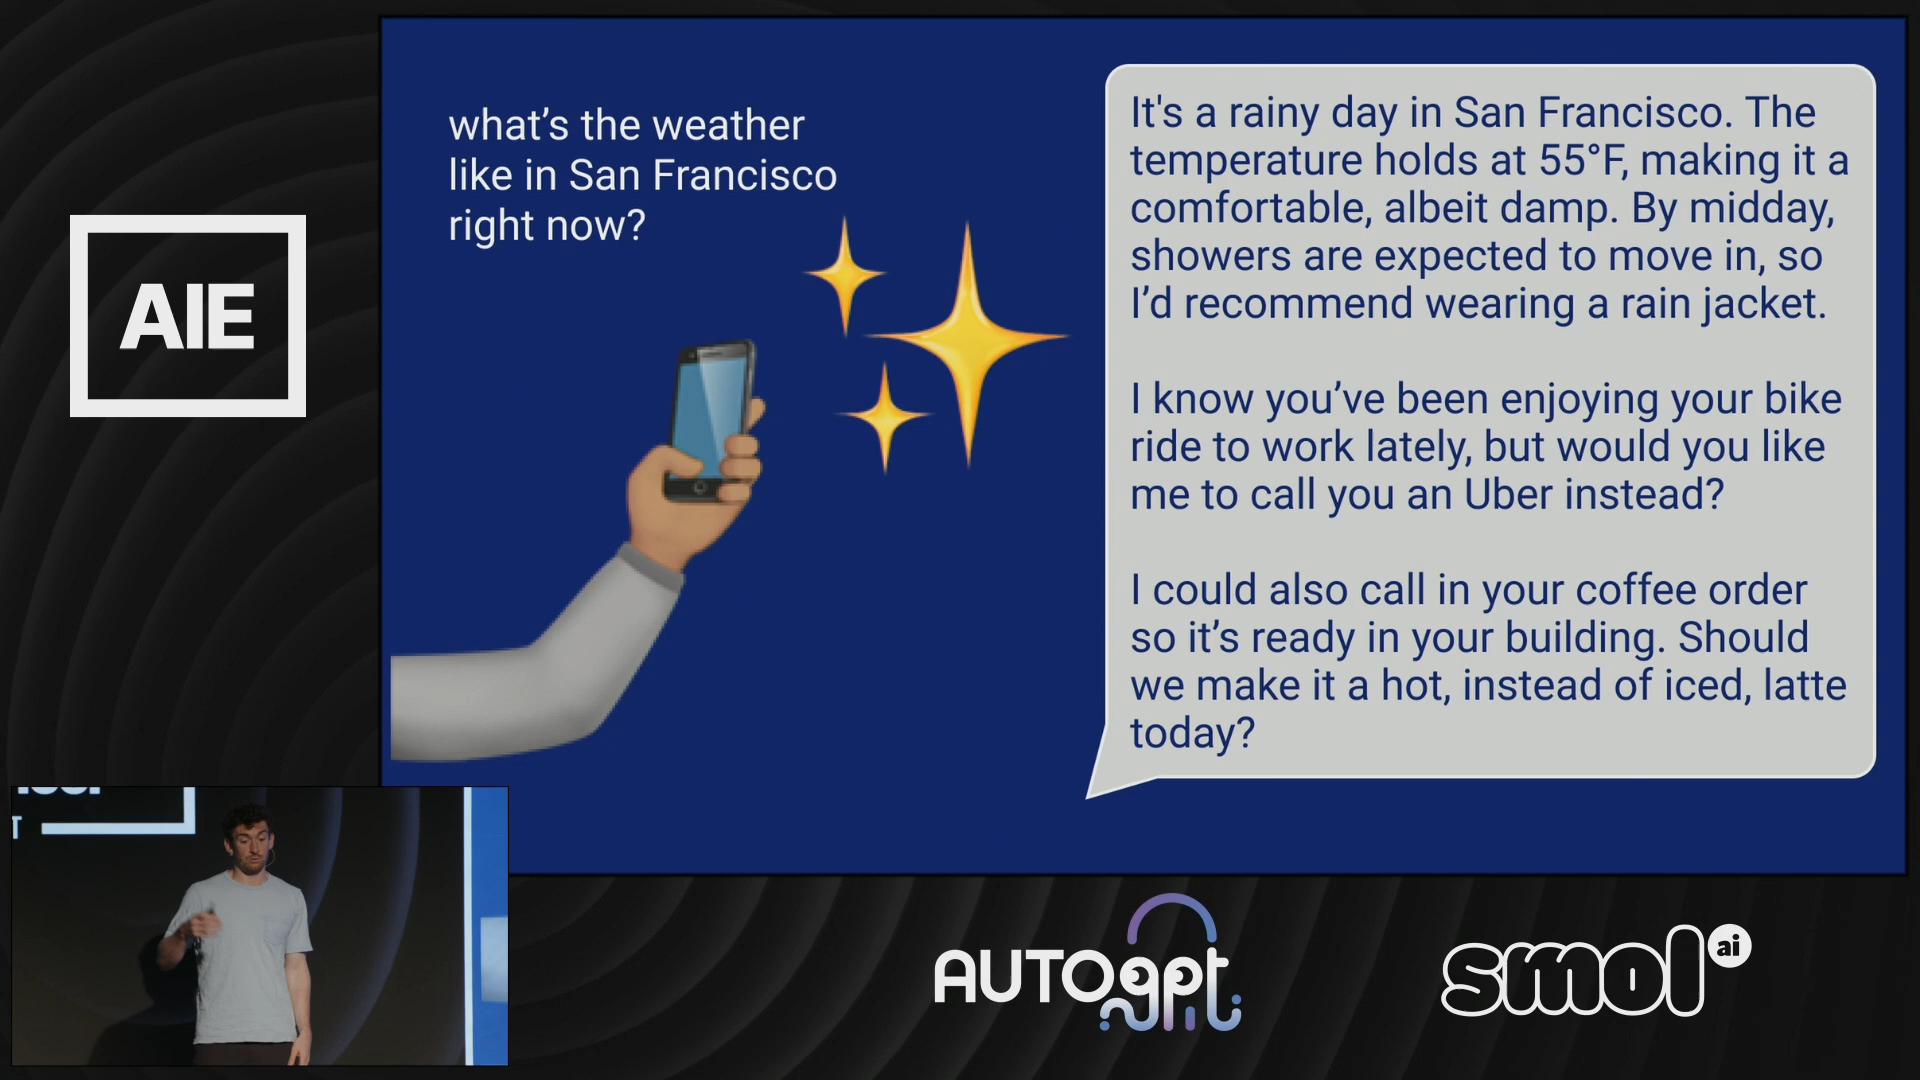 what’s the weather
like in San Francisco
right now?
It's a rainy day in San Francisco. The
temperature holds at 55°F, making it a
comfortable, albeit damp. By midday,
showers are expected to move in, so
I’d recommend wearing a rain jacket.
I know you’ve been enjoying your bike
ride to work lately, but would you like
me to call you an Uber instead?
I could also call in your coffee order
so it’s ready in your building. Should
we make it a hot, instead of iced, latte
today?
AIE
AUTOgpt
smol ai